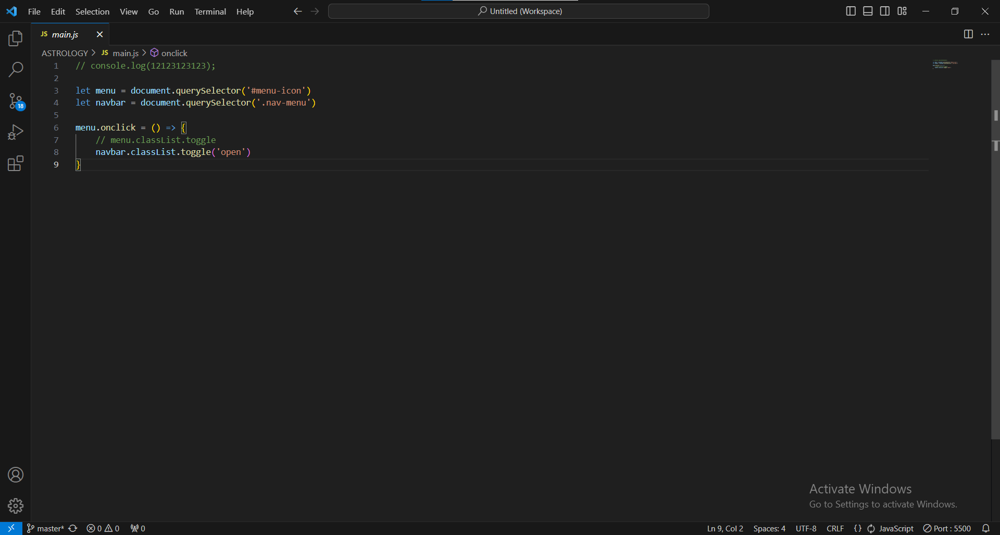 File Edit Selection View Go Run Terminal Help
Untitled (Workspace)
JS main.js
ASTROLOGY > JS main.js > onclick
1 // console.log(12123123123);
2
3 let menu = document.querySelector('#menu-icon')
4 let navbar = document.querySelector('.nav-menu')
5
6 menu.onclick = () => {
7 // menu.classList.toggle
8 navbar.classList.toggle('open')
9 }
18
Activate Windows
Go to Settings to activate Windows.
master* 0 0 0 Ln 9, Col 2 Spaces: 4 UTF-8 CRLF {} JavaScript Port : 5500